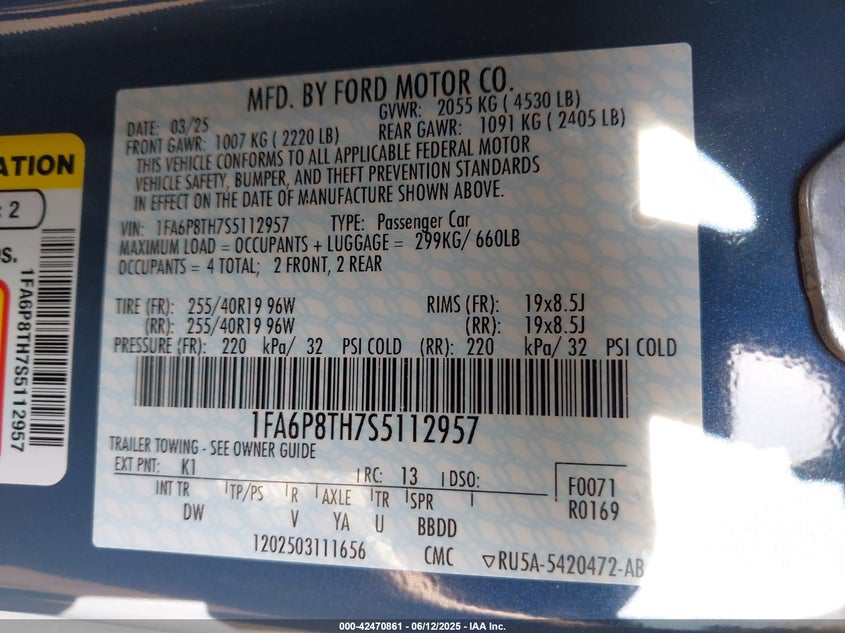 MFD. BY FORD MOTOR CO.
DATE: 03/25 GVWR: 2055 KG ( 4530 LB)
FRONT GAWR: 1007 KG ( 2220 LB) REAR GAWR: 1091 KG ( 2405 LB)
THIS VEHICLE CONFORMS TO ALL APPLICABLE FEDERAL MOTOR
VEHICLE SAFETY, BUMPER, AND THEFT PREVENTION STANDARDS
IN EFFECT ON THE DATE OF MANUFACTURE SHOWN ABOVE.
VIN: 1FA6P8TH7S5112957 TYPE: Passenger Car
MAXIMUM LOAD = OCCUPANTS + LUGGAGE = 299KG/ 660LB
OCCUPANTS = 4 TOTAL; 2 FRONT, 2 REAR
TIRE (FR): 255/40R19 96W RIMS (FR): 19x8.5J
(RR): 255/40R19 96W (RR): 19x8.5J
PRESSURE (FR): 220 kPa/ 32 PSI COLD (RR): 220 kPa/ 32 PSI COLD
1FA6P8TH7S5112957
TRAILER TOWING - SEE OWNER GUIDE
EXT PNT: K1 RC: 13 DSO:
INT TR TP/PS R AXLE TR SPR
DW V YA U BBDD
F0071
R0169
1202503111656 CMC RU5A-5420472-AB
ATION
: 2
S.
1FA6P8TH7S5112957
000-42470861 - 06/12/2025 - IAA Inc.